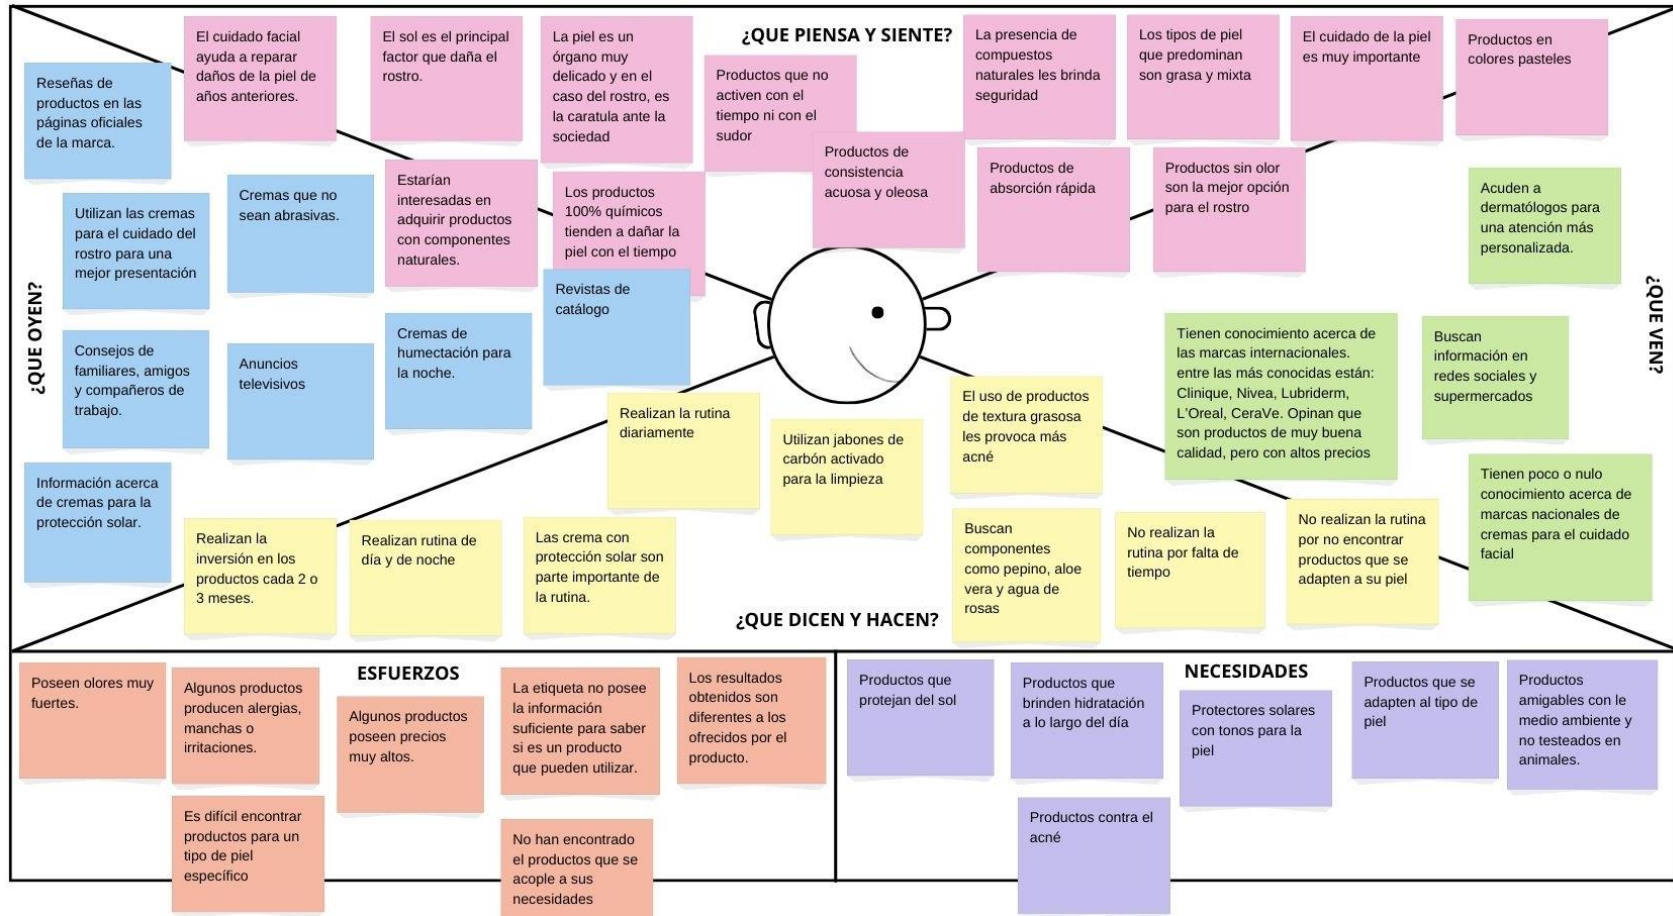 ¿QUE PIENSA Y SIENTE?
El cuidado facial
ayuda a reparar
daños de la piel de
años anteriores.
El sol es el principal
factor que daña el
rostro.
La piel es un
órgano muy
delicado y en el
caso del rostro, es
la caratula ante la
sociedad
Productos que no
activen con el
tiempo ni con el
sudor
La presencia de
compuestos
naturales les brinda
seguridad
Los tipos de piel
que predominan
son grasa y mixta
El cuidado de la piel
es muy importante
Productos en
colores pasteles
Estarían
interesadas en
adquirir productos
con componentes
naturales.
Los productos
100% químicos
tienden a dañar la
piel con el tiempo
Productos de
consistencia
acuosa y oleosa
Productos de
absorción rápida
Productos sin olor
son la mejor opción
para el rostro
¿QUE OYEN?
Reseñas de
productos en las
páginas oficiales
de la marca.
Utilizan las cremas
para el cuidado del
rostro para una
mejor presentación
Cremas que no
sean abrasivas.
Revistas de
catálogo
Consejos de
familiares, amigos
y compañeros de
trabajo.
Anuncios
televisivos
Cremas de
humectación para
la noche.
Información acerca
de cremas para la
protección solar.
¿QUE VEN?
Acuden a
dermatólogos para
una atención más
personalizada.
Tienen conocimiento acerca de
las marcas internacionales.
entre las más conocidas están:
Clinique, Nivea, Lubriderm,
L'Oreal, CeraVe. Opinan que
son productos de muy buena
calidad, pero con altos precios
Buscan
información en
redes sociales y
supermercados
Tienen poco o nulo
conocimiento acerca de
marcas nacionales de
cremas para el cuidado
facial
Realizan la rutina
diariamente
Utilizan jabones de
carbón activado
para la limpieza
El uso de productos
de textura grasosa
les provoca más
acné
Realizan la
inversión en los
productos cada 2 o
3 meses.
Realizan rutina de
día y de noche
Las crema con
protección solar son
parte importante de
la rutina.
Buscan
componentes
como pepino, aloe
vera y agua de
rosas
No realizan la
rutina por falta de
tiempo
No realizan la rutina
por no encontrar
productos que se
adapten a su piel
¿QUE DICEN Y HACEN?
ESFUERZOS
Poseen olores muy
fuertes.
Algunos productos
producen alergias,
manchas o
irritaciones.
Algunos productos
poseen precios
muy altos.
La etiqueta no posee
la información
suficiente para saber
si es un producto
que pueden utilizar.
Los resultados
obtenidos son
diferentes a los
ofrecidos por el
producto.
Es difícil encontrar
productos para un
tipo de piel
específico
No han encontrado
el productos que se
acople a sus
necesidades
NECESIDADES
Productos que
protejan del sol
Productos que
brinden hidratación
a lo largo del día
Protectores solares
con tonos para la
piel
Productos que se
adapten al tipo de
piel
Productos
amigables con le
medio ambiente y
no testeados en
animales.
Productos contra el
acné